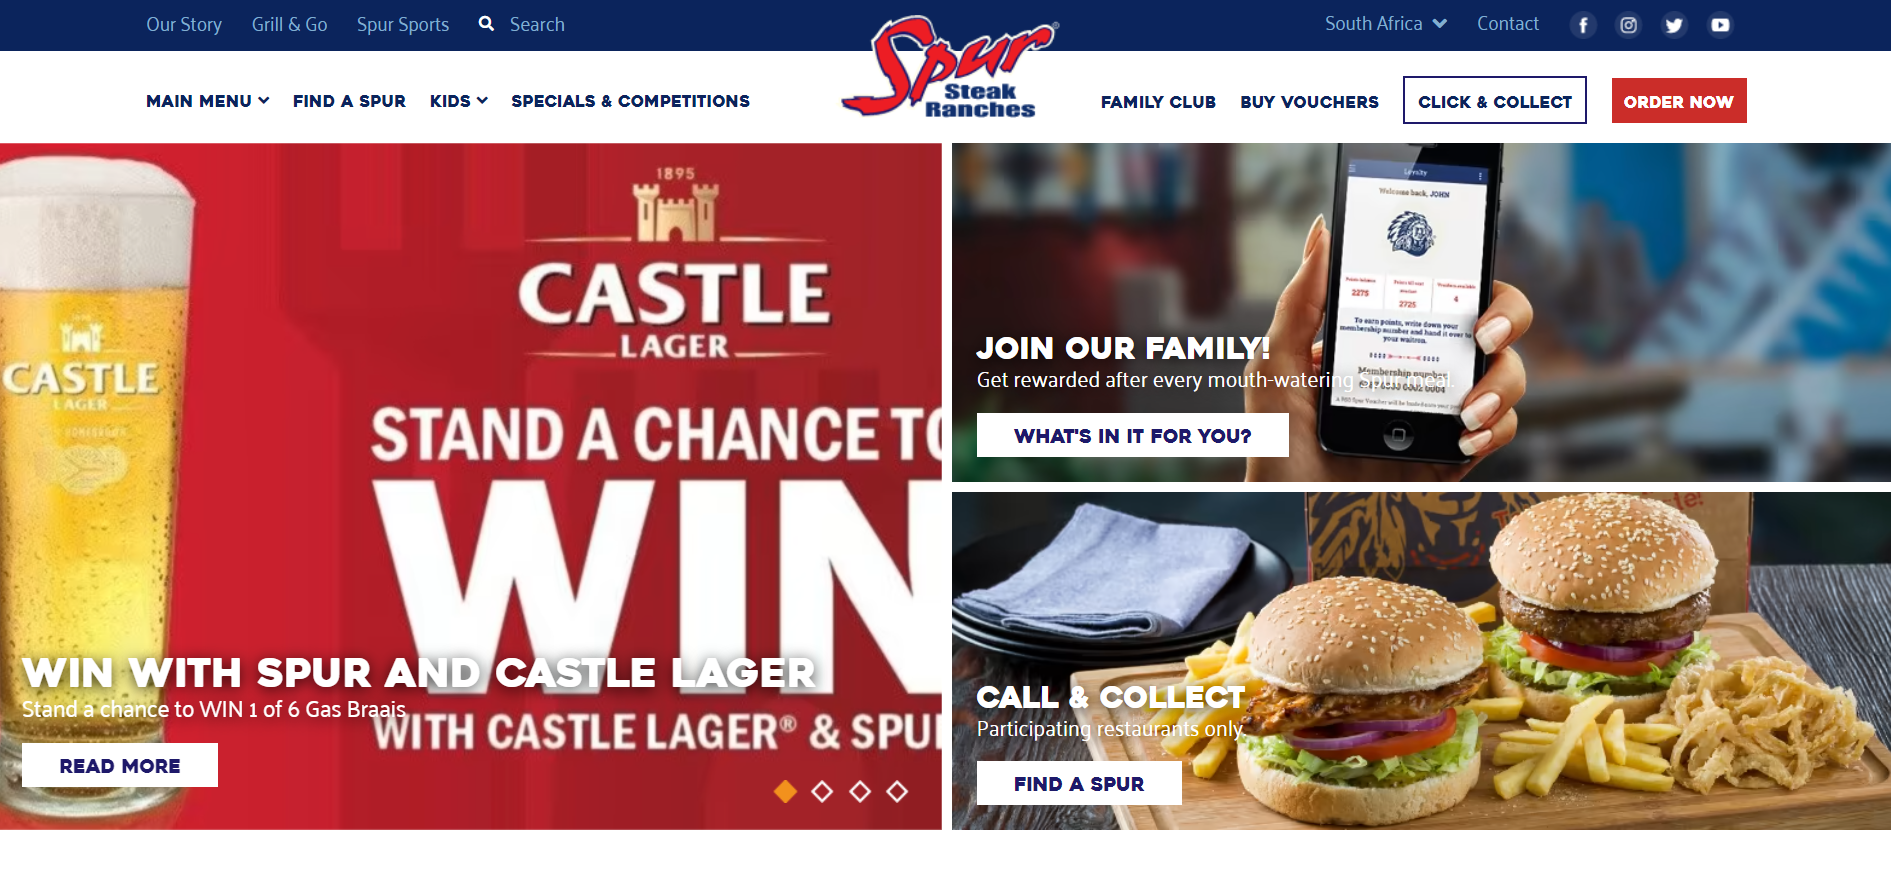 Our Story
Grill & Go
Spur Sports
Search
Spur
Steak
Ranches
®
South Africa
Contact
MAIN MENU
FIND A SPUR
KIDS
SPECIALS & COMPETITIONS
FAMILY CLUB
BUY VOUCHERS
CLICK & COLLECT
ORDER NOW
1895
CASTLE
LAGER
CASTLE
LAGER
STAND A CHANCE TO
WIN
WITH CASTLE LAGER® & SPU
WIN WITH SPUR AND CASTLE LAGER
Stand a chance to WIN 1 of 6 Gas Braais
READ MORE
Loyalty
Welcome back, JOHN
2275
2725
4
To earn points, write down your
membership number and hand it over to
your waitron.
Membership number
JOIN OUR FAMILY!
Get rewarded after every mouth-watering Spur meal.
WHAT'S IN IT FOR YOU?
CALL & COLLECT
Participating restaurants only.
FIND A SPUR